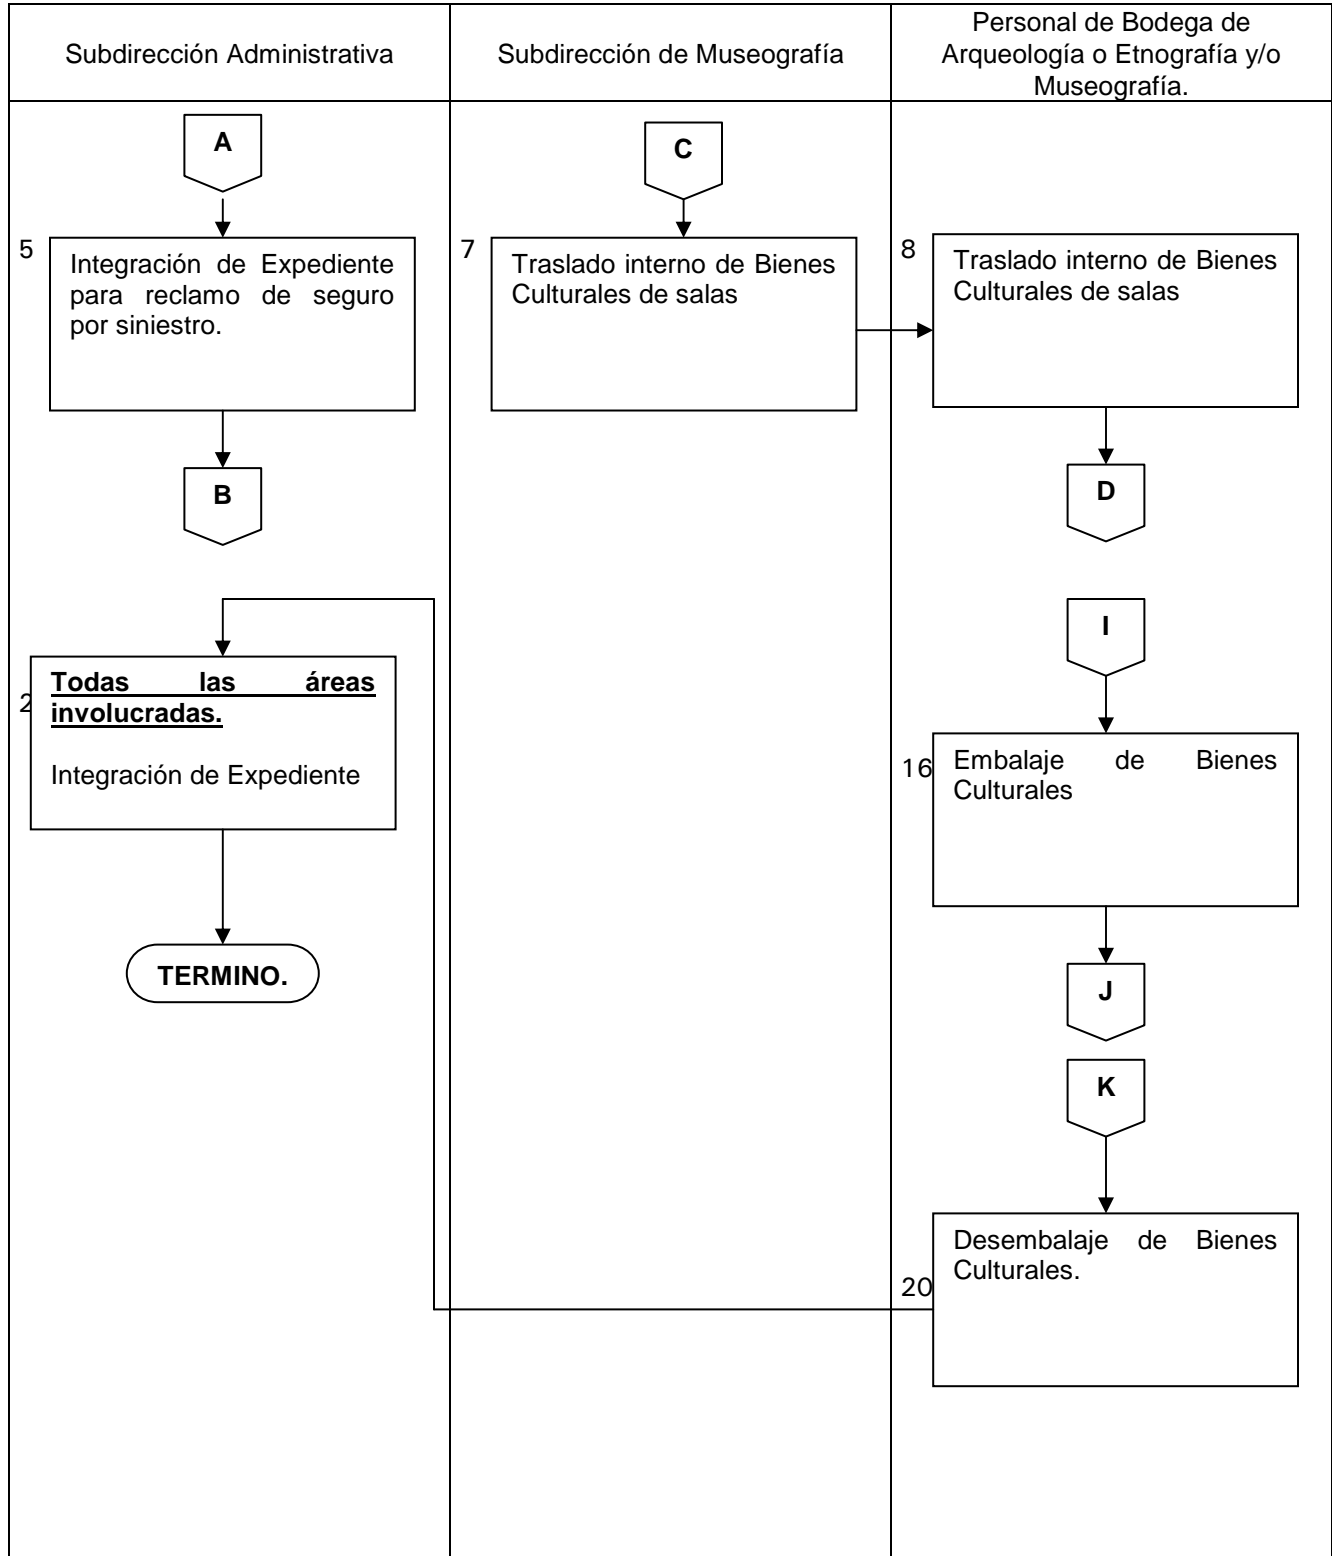 Subdirección Administrativa
Subdirección de Museografía
Personal de Bodega de
Arqueología o Etnografía y/o
Museografía.
A
5
Integración de Expediente
para reclamo de seguro
por siniestro.
B
2
Todas las áreas
involucradas.
Integración de Expediente
TERMINO.
C
7
Traslado interno de Bienes
Culturales de salas
8
Traslado interno de Bienes
Culturales de salas
D
I
16
Embalaje de Bienes
Culturales
J
K
20
Desembalaje de Bienes
Culturales.